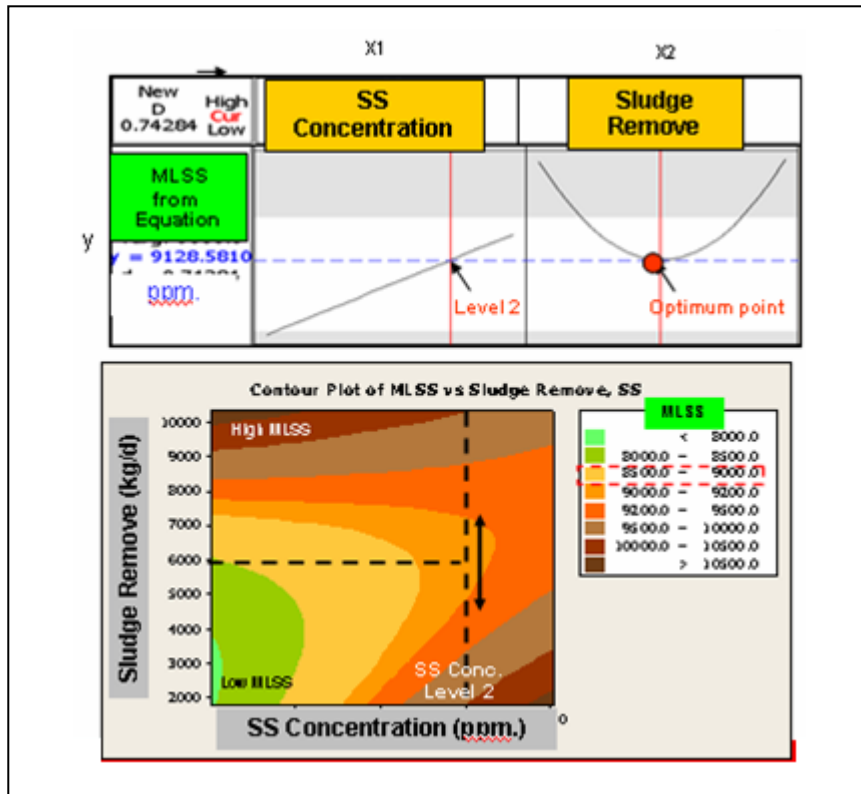 X1 X2
New
D
0.74284
High
Cur
Low
SS
Concentration
Sludge
Remove
MLSS
from
Equation
y
y = 9128.5810
ppm.
Level 2
Optimum point
Contour Plot of MLSS vs Sludge Remove, SS
Sludge Remove (kg/d)
10000
9000
8000
7000
6000
5000
4000
3000
2000
High MLSS
Low MLSS
SS Conc.
Level 2
SS Concentration (ppm.)
0
MLSS
< 8000.0
8000.0 - 8500.0
8500.0 - 9000.0
9000.0 - 9200.0
9200.0 - 9500.0
9500.0 - 10000.0
10000.0 - 10500.0
> 10500.0